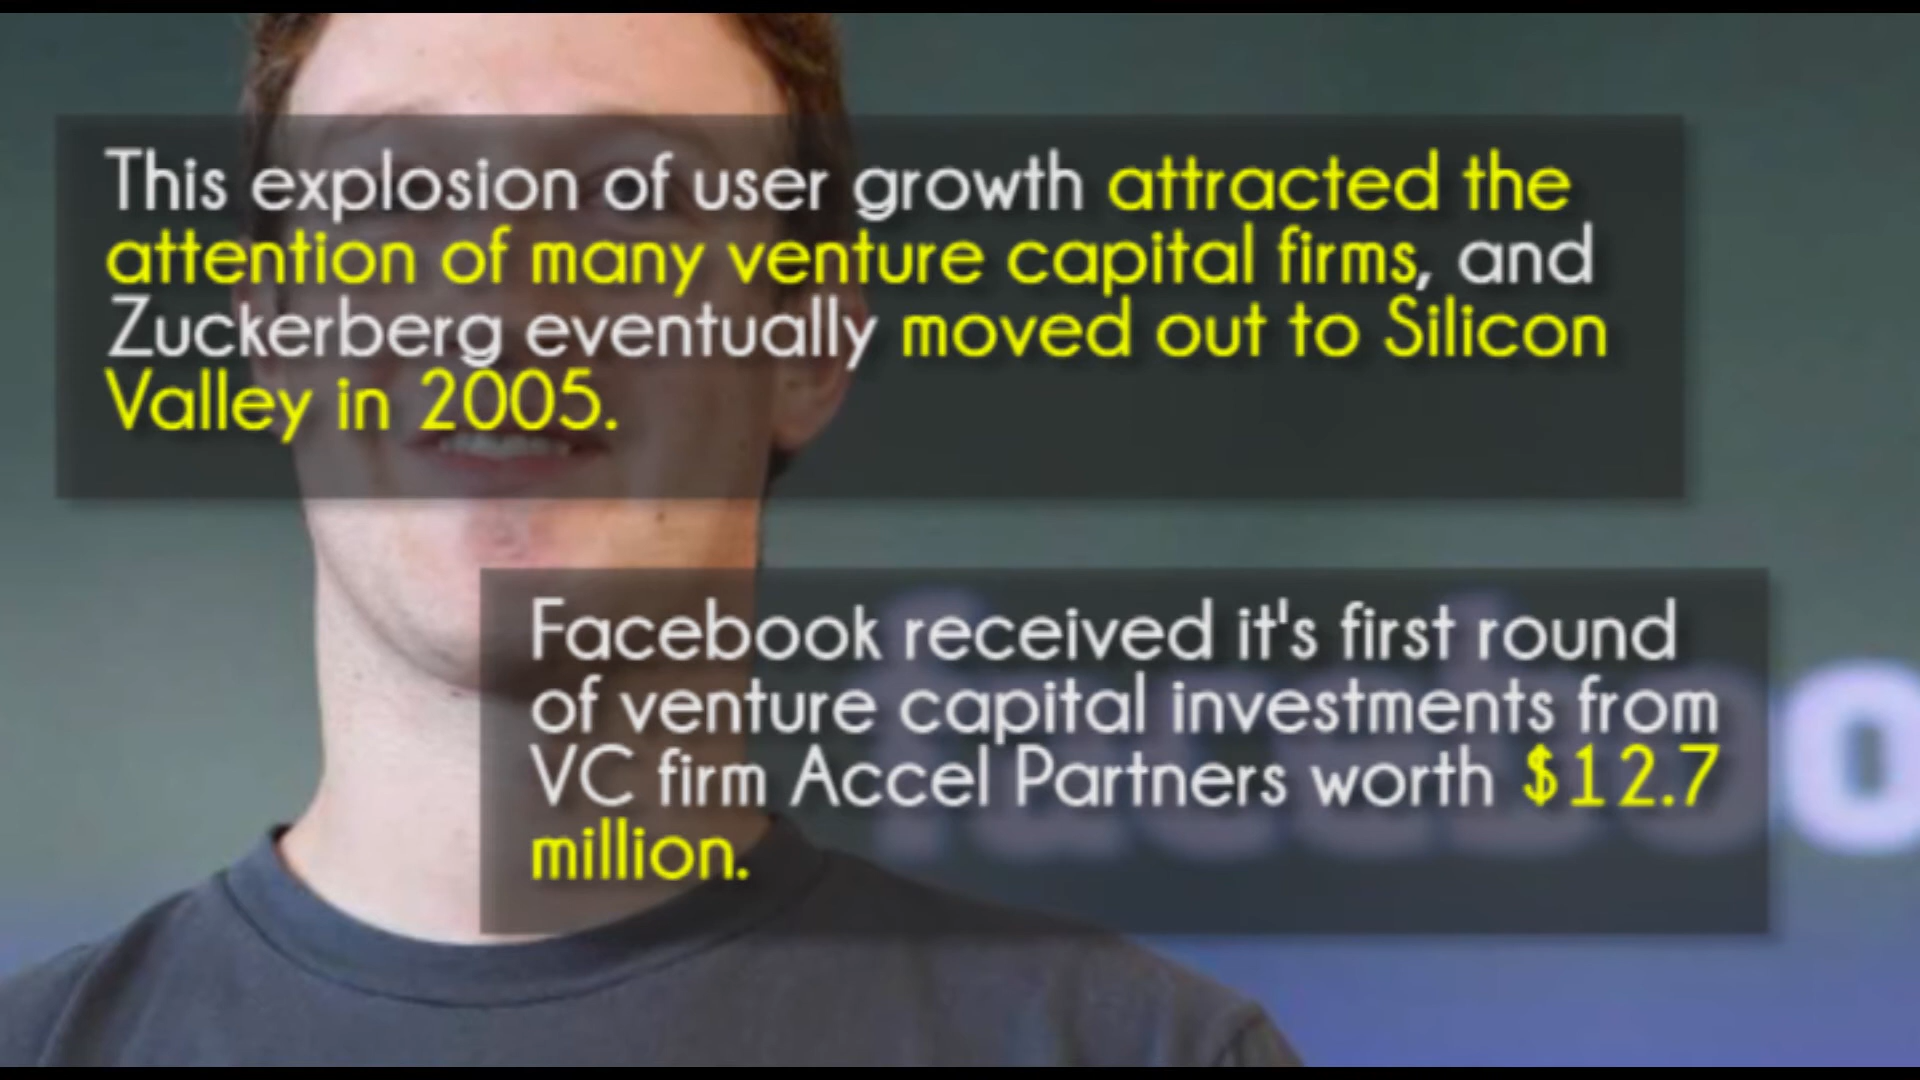 This explosion of user growth attracted the
attention of many venture capital firms, and
Zuckerberg eventually moved out to Silicon
Valley in 2005.
Facebook received it's first round
of venture capital investments from
VC firm Accel Partners worth $12.7
million.